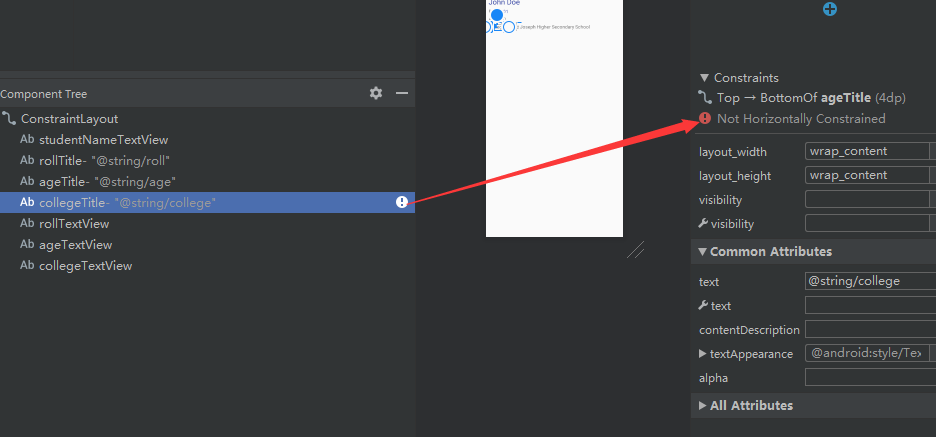 John Doe
Joseph Higher Secondary School
Component Tree
ConstraintLayout
Ab studentNameTextView
Ab rollTitle- "@string/roll"
Ab ageTitle- "@string/age"
Ab collegeTitle- "@string/college"
Ab rollTextView
Ab ageTextView
Ab collegeTextView
Constraints
Top → BottomOf ageTitle (4dp)
Not Horizontally Constrained
layout_width wrap_content
layout_height wrap_content
visibility
visibility
Common Attributes
text @string/college
text
contentDescription
textAppearance @android:style/Te
alpha
All Attributes